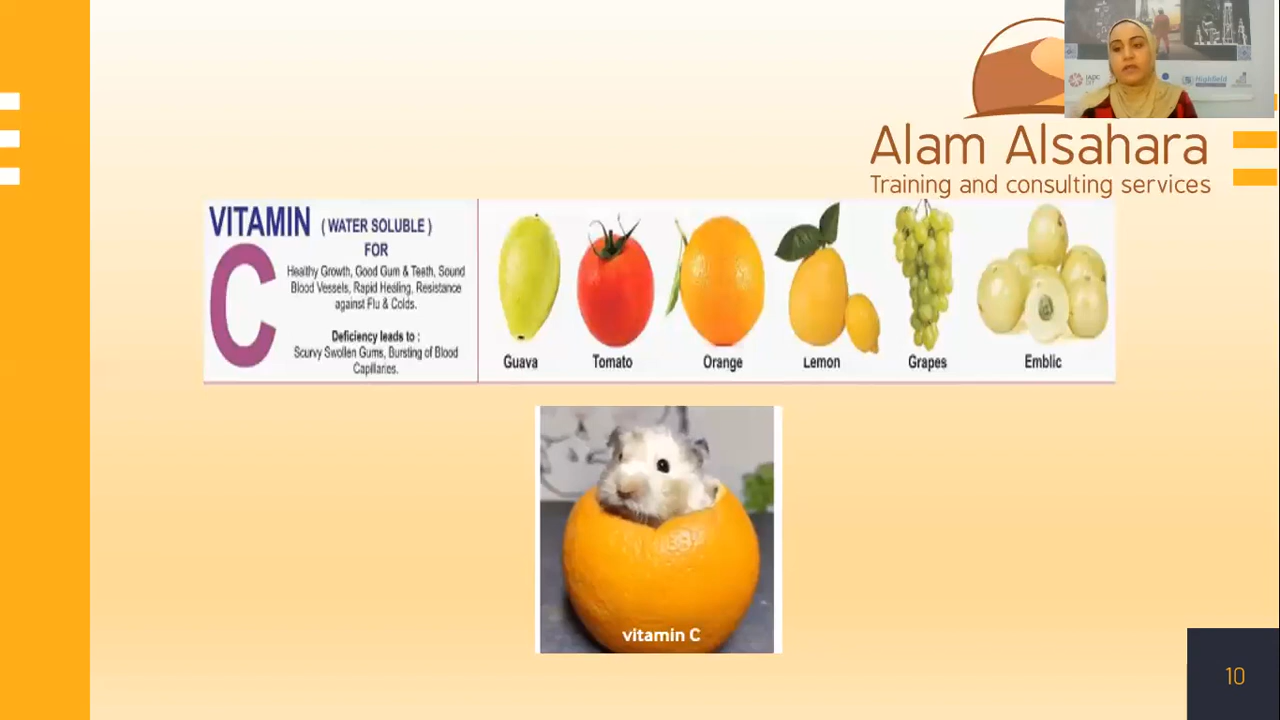 Alam Alsahara
Training and consulting services
VITAMIN (WATER SOLUBLE)
C
FOR
Healthy Growth, Good Gum & Teath, Sound
Blood Vessels, Rapid Healing, Resistance
against Flu & Colds.
Deficiency leads to :
Scurvy Swollen Gums, Bursting of Blood
Capillaries.
Guava
Tomato
Orange
Lemon
Grapes
Emblic
vitamin C
10